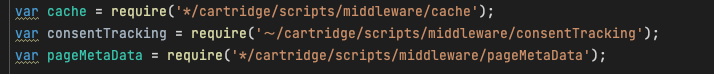 var cache = require('*/cartridge/scripts/middleware/cache');
var consentTracking = require('~/cartridge/scripts/middleware/consentTracking');
var pageMetaData = require('*/cartridge/scripts/middleware/pageMetaData');